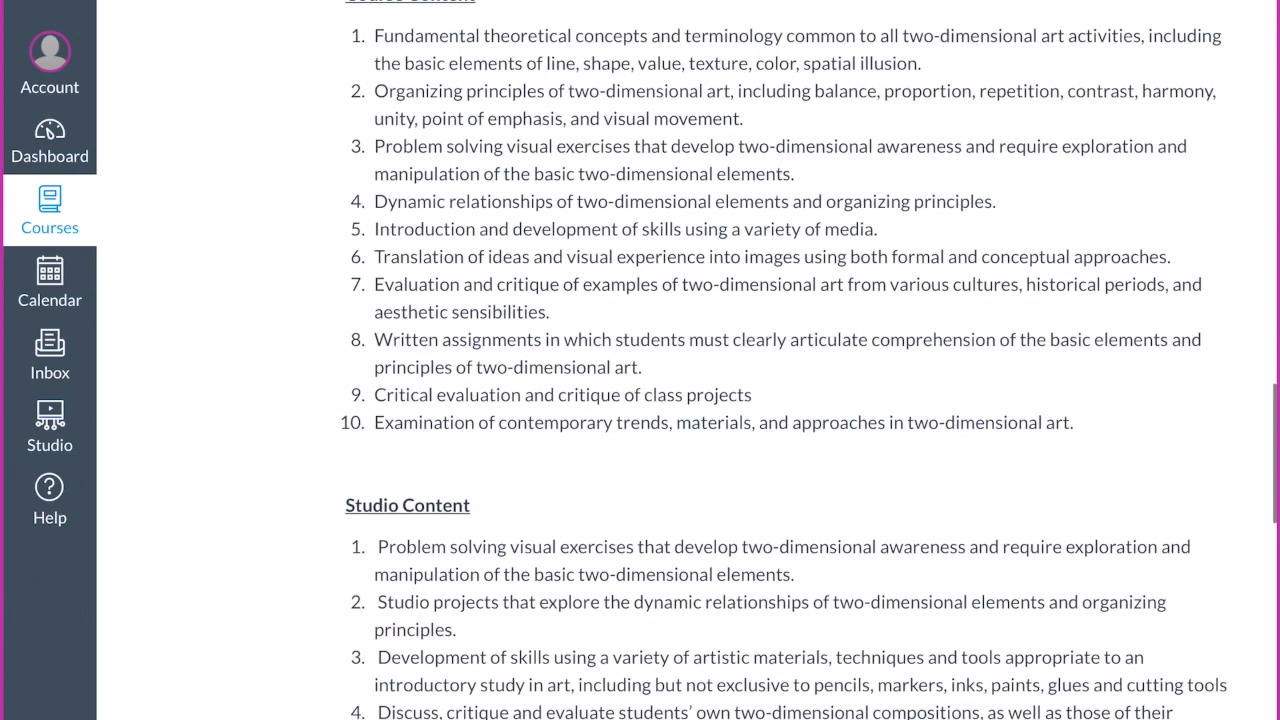 Course Content
Account
Dashboard
Courses
Calendar
Inbox
Studio
Help
1. Fundamental theoretical concepts and terminology common to all two-dimensional art activities, including
the basic elements of line, shape, value, texture, color, spatial illusion.
2. Organizing principles of two-dimensional art, including balance, proportion, repetition, contrast, harmony,
unity, point of emphasis, and visual movement.
3. Problem solving visual exercises that develop two-dimensional awareness and require exploration and
manipulation of the basic two-dimensional elements.
4. Dynamic relationships of two-dimensional elements and organizing principles.
5. Introduction and development of skills using a variety of media.
6. Translation of ideas and visual experience into images using both formal and conceptual approaches.
7. Evaluation and critique of examples of two-dimensional art from various cultures, historical periods, and
aesthetic sensibilities.
8. Written assignments in which students must clearly articulate comprehension of the basic elements and
principles of two-dimensional art.
9. Critical evaluation and critique of class projects
10. Examination of contemporary trends, materials, and approaches in two-dimensional art.
Studio Content
1. Problem solving visual exercises that develop two-dimensional awareness and require exploration and
manipulation of the basic two-dimensional elements.
2. Studio projects that explore the dynamic relationships of two-dimensional elements and organizing
principles.
3. Development of skills using a variety of artistic materials, techniques and tools appropriate to an
introductory study in art, including but not exclusive to pencils, markers, inks, paints, glues and cutting tools
4. Discuss, critique and evaluate students' own two-dimensional compositions, as well as those of their